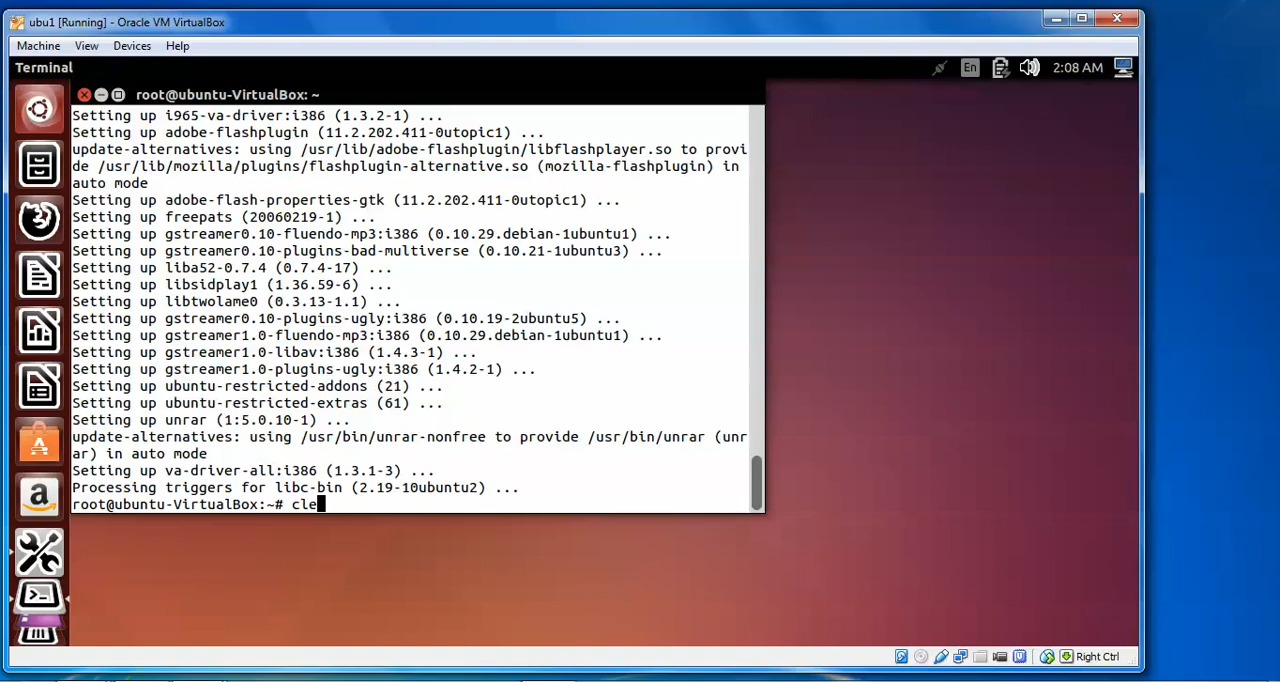 ubu1 [Running] - Oracle VM VirtualBox
Machine View Devices Help
Terminal En 2:08 AM
root@ubuntu-VirtualBox: ~
Setting up i965-va-driver:i386 (1.3.2-1) ...
Setting up adobe-flashplugin (11.2.202.411-0utopic1) ...
update-alternatives: using /usr/lib/adobe-flashplugin/libflashplayer.so to provi
de /usr/lib/mozilla/plugins/flashplugin-alternative.so (mozilla-flashplugin) in
auto mode
Setting up adobe-flash-properties-gtk (11.2.202.411-0utopic1) ...
Setting up freepats (20060219-1) ...
Setting up gstreamer0.10-fluendo-mp3:i386 (0.10.29.debian-1ubuntu1) ...
Setting up gstreamer0.10-plugins-bad-multiverse (0.10.21-1ubuntu3) ...
Setting up liba52-0.7.4 (0.7.4-17) ...
Setting up libsidplay1 (1.36.59-6) ...
Setting up libtwolame0 (0.3.13-1.1) ...
Setting up gstreamer0.10-plugins-ugly:i386 (0.10.19-2ubuntu5) ...
Setting up gstreamer1.0-fluendo-mp3:i386 (0.10.29.debian-1ubuntu1) ...
Setting up gstreamer1.0-libav:i386 (1.4.3-1) ...
Setting up gstreamer1.0-plugins-ugly:i386 (1.4.2-1) ...
Setting up ubuntu-restricted-addons (21) ...
Setting up ubuntu-restricted-extras (61) ...
Setting up unrar (1:5.0.10-1) ...
update-alternatives: using /usr/bin/unrar-nonfree to provide /usr/bin/unrar (unr
ar) in auto mode
Setting up va-driver-all:i386 (1.3.1-3) ...
Processing triggers for libc-bin (2.19-10ubuntu2) ...
root@ubuntu-VirtualBox:~# cle
Right Ctrl